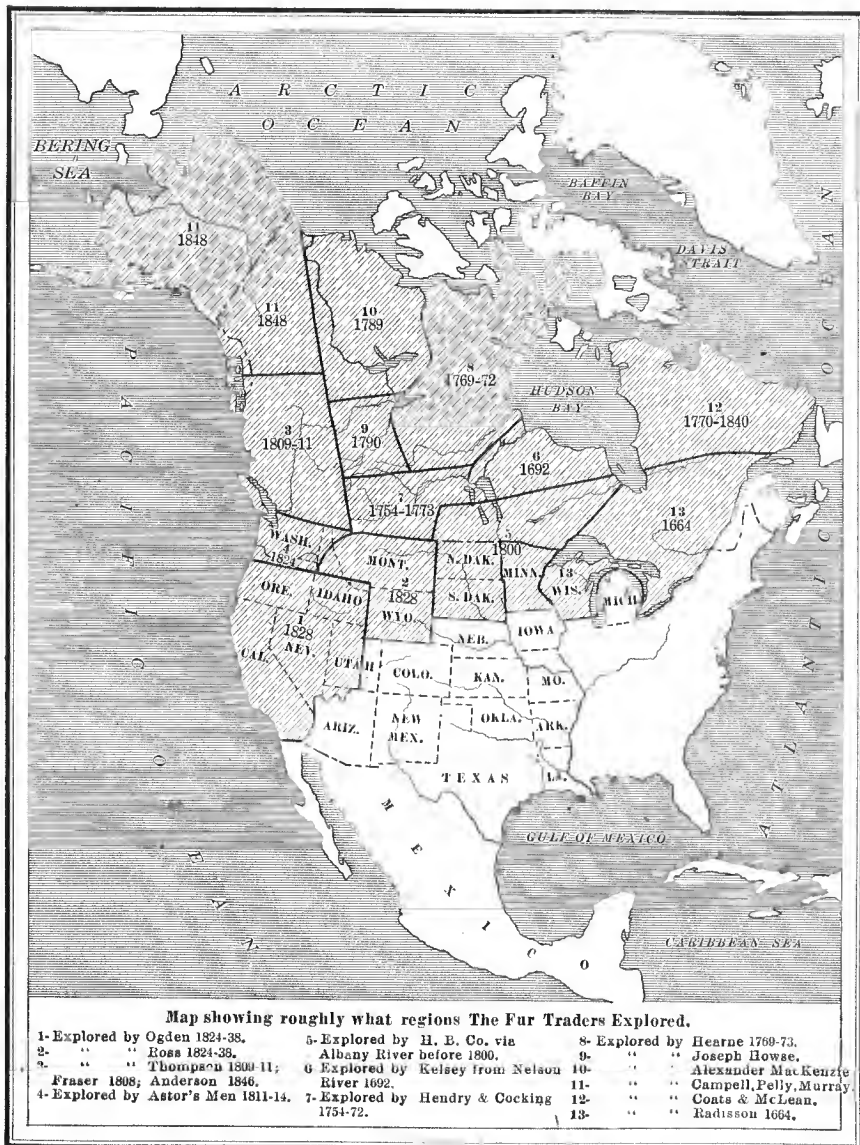 ARCTIC
OCEAN
BERING
SEA
BAFFIN
BAY
DAVIS
STRAIT
11
1848
11
1848
10
1789
8
1769-72
HUDSON
BAY
12
1770-1840
3
1809-11
9
1790
6
1692
7
1754-1773
13
1664
5
1800
WASH.
4
MONT.
N. DAK.
MINN.
13
WIS.
MICH.
ORE.
IDAHO
2
1828
WYO.
S. DAK.
1
1828
NEV.
CAL.
UTAH
NEB.
IOWA
COLO.
KAN.
MO.
ARIZ.
NEW
MEX.
OKLA.
ARK.
TEXAS
LA.
MEXICO
GULF OF MEXICO
CARIBBEAN SEA
PACIFIC OCEAN
ATLANTIC OCEAN
Map showing roughly what regions The Fur Traders Explored.
1-Explored by Ogden 1824-38.
2- " " Ross 1824-38.
3- " " Thompson 1809-11;
Fraser 1808; Anderson 1846.
4-Explored by Astor's Men 1811-14.
5-Explored by H. B. Co. via
Albany River before 1800.
6 Explored by Kelsey from Nelson
River 1692.
7-Explored by Hendry & Cocking
1754-72.
8-Explored by Hearne 1769-73.
9- " " Joseph Howse.
10- " Alexander MacKenzie
11- " " Campell, Pelly, Murray.
12- " " Coats & McLean.
13- " " Radisson 1664.